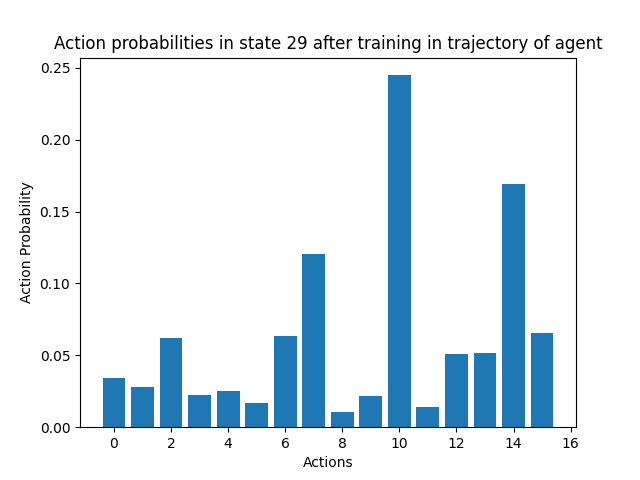 Action probabilities in state 29 after training in trajectory of agent
0.25
0.20
0.15
0.10
0.05
0.00
Action Probability
0 2 4 6 8 10 12 14 16
Actions